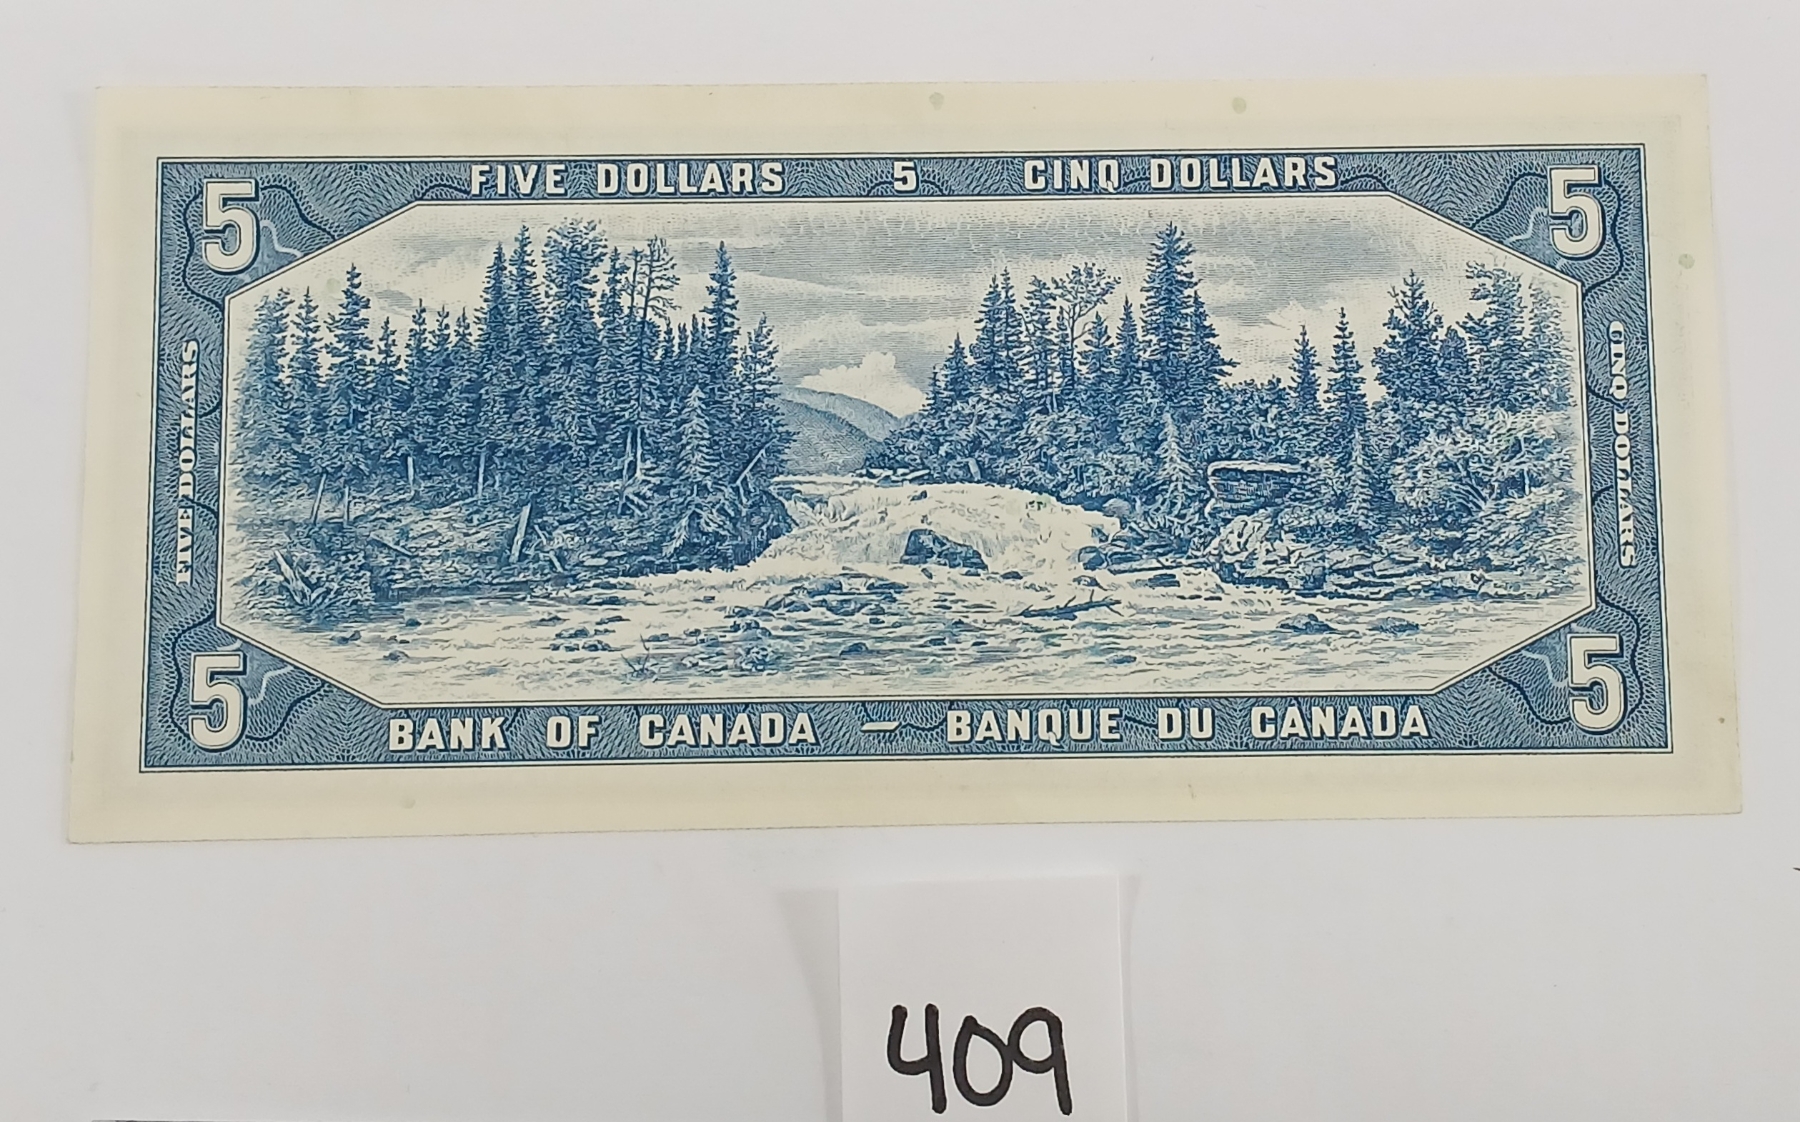 FIVE DOLLARS 5 CINQ DOLLARS
5 5
FIVE DOLLARS
CINQ DOLLARS
5 5
BANK OF CANADA – BANQUE DU CANADA
409